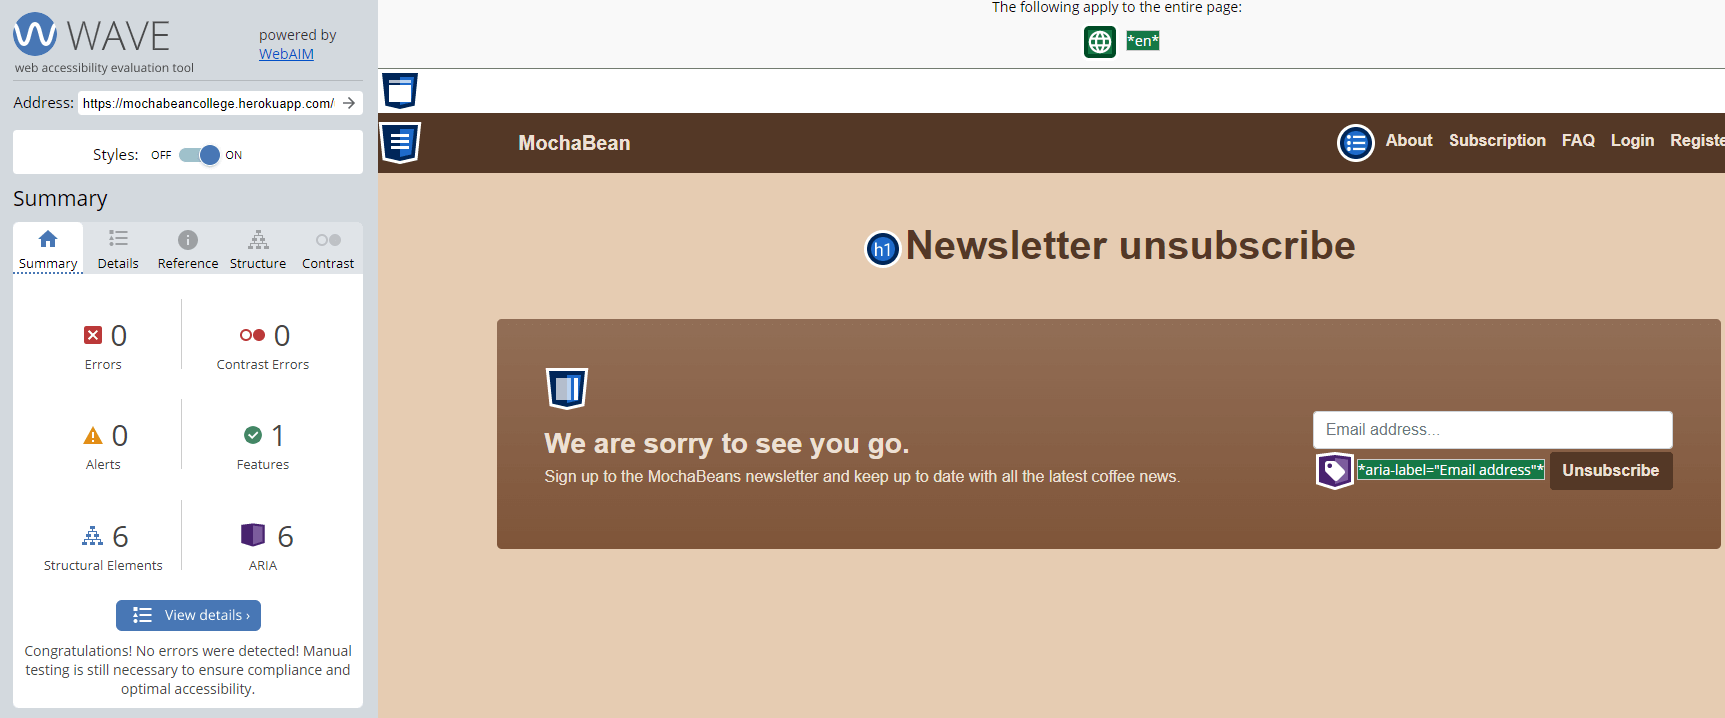 WAVE
powered by
WebAIM
web accessibility evaluation tool
Address: https://mochabeancollege.herokuapp.com/
Styles: OFF ON
Summary
Summary Details Reference Structure Contrast
0 0
Errors Contrast Errors
0 1
Alerts Features
6 6
Structural Elements ARIA
View details ›
Congratulations! No errors were detected! Manual
testing is still necessary to ensure compliance and
optimal accessibility.
The following apply to the entire page:
*en*
MochaBean About Subscription FAQ Login Registe
h1 Newsletter unsubscribe
We are sorry to see you go.
Sign up to the MochaBeans newsletter and keep up to date with all the latest coffee news.
Email address...
*aria-label="Email address"* Unsubscribe